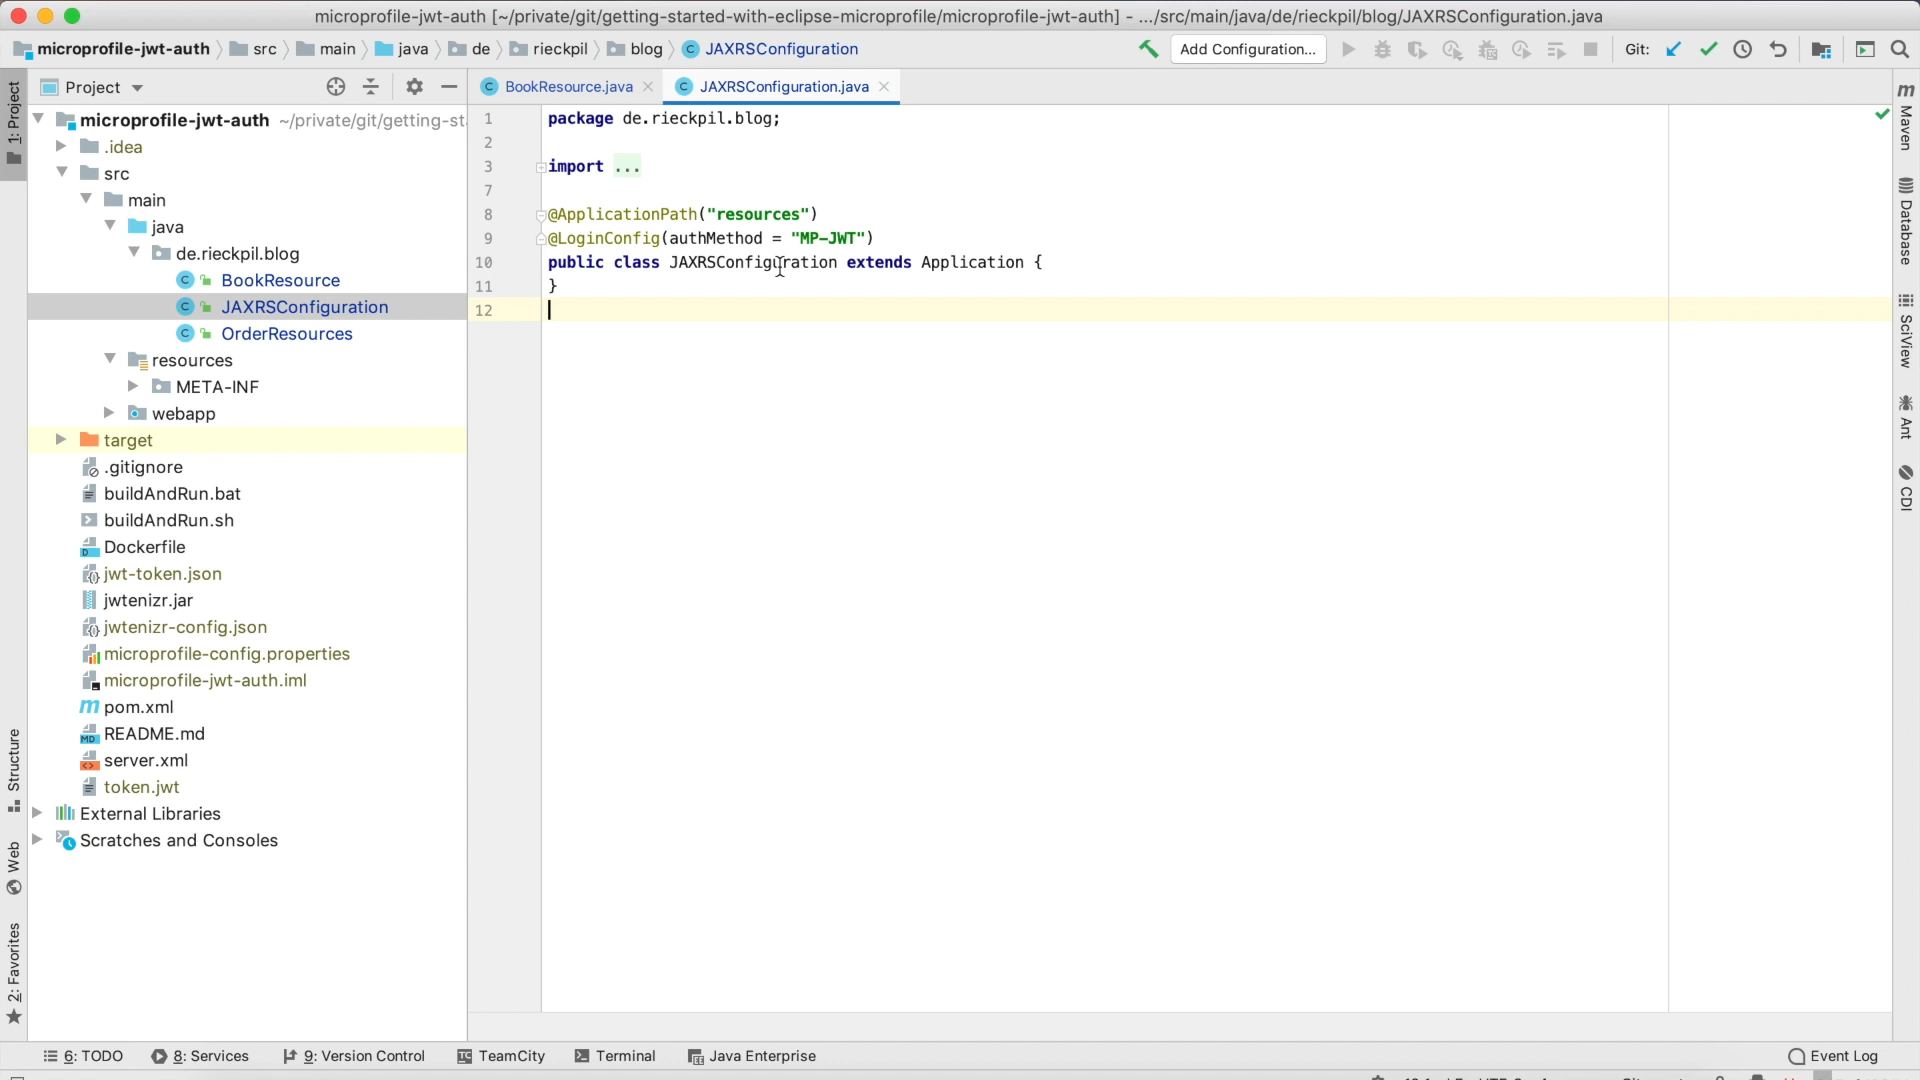 microprofile-jwt-auth [~/private/git/getting-started-with-eclipse-microprofile/microprofile-jwt-auth] - .../src/main/java/de/rieckpil/blog/JAXRSConfiguration.java
microprofile-jwt-auth src main java de rieckpil blog JAXRSConfiguration Add Configuration... Git:
Project
BookResource.java
JAXRSConfiguration.java
microprofile-jwt-auth ~/private/git/getting-st
.idea
src
main
java
de.rieckpil.blog
BookResource
JAXRSConfiguration
OrderResources
resources
META-INF
webapp
target
.gitignore
buildAndRun.bat
buildAndRun.sh
Dockerfile
jwt-token.json
jwtenizr.jar
jwtenizr-config.json
microprofile-config.properties
microprofile-jwt-auth.iml
pom.xml
README.md
server.xml
token.jwt
External Libraries
Scratches and Consoles
1 package de.rieckpil.blog;
2
3 import ...
7
8 @ApplicationPath("resources")
9 @LoginConfig(authMethod = "MP-JWT")
10 public class JAXRSConfiguration extends Application {
11 }
12
1: Project
Structure
Web
2: Favorites
Maven
Database
SciView
Ant
CDI
6: TODO 8: Services 9: Version Control TeamCity Terminal Java Enterprise Event Log